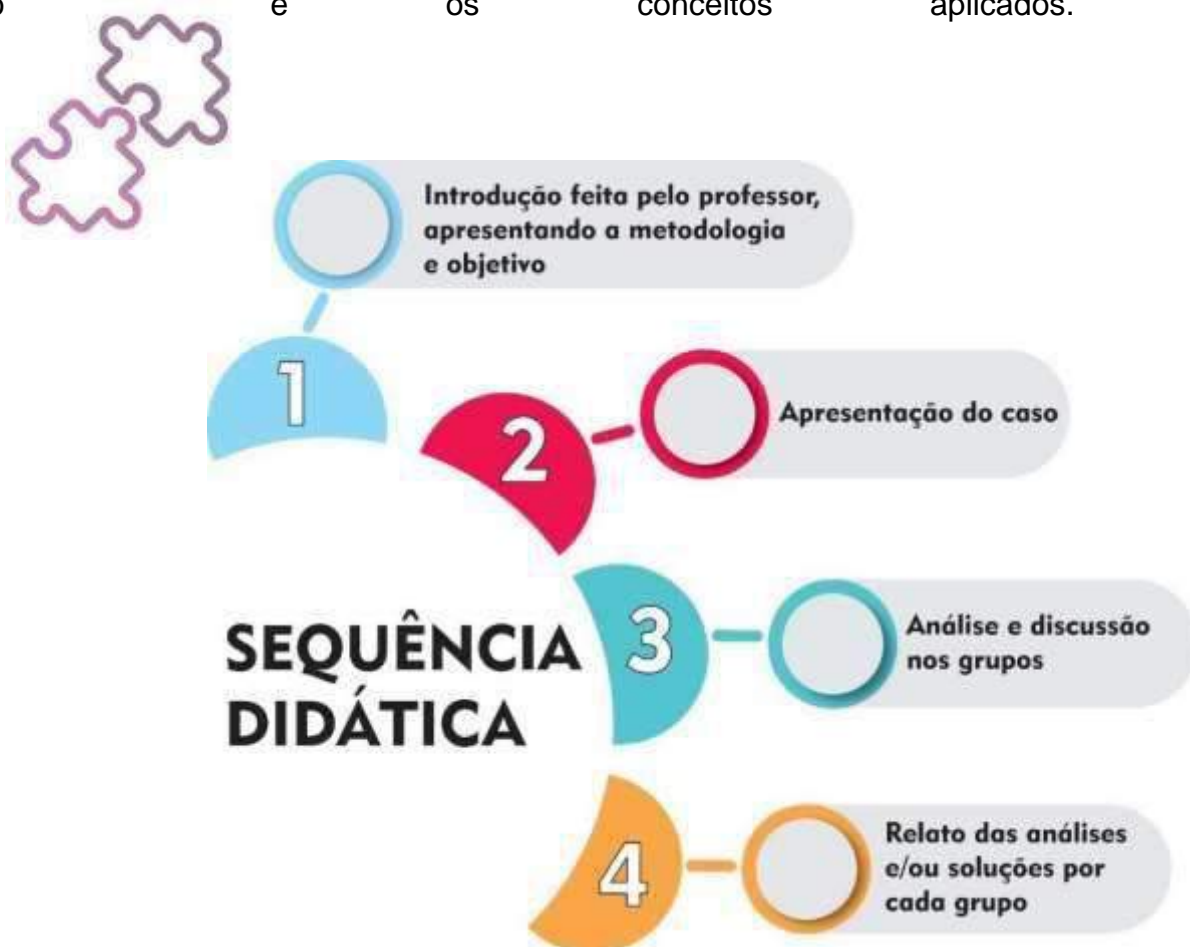 o e os conceitos aplicados.
Introdução feita pelo professor,
apresentando a metodologia
e objetivo
1
2
Apresentação do caso
SEQUÊNCIA
DIDÁTICA
3
Análise e discussão
nos grupos
4
Relato das análises
e/ou soluções por
cada grupo